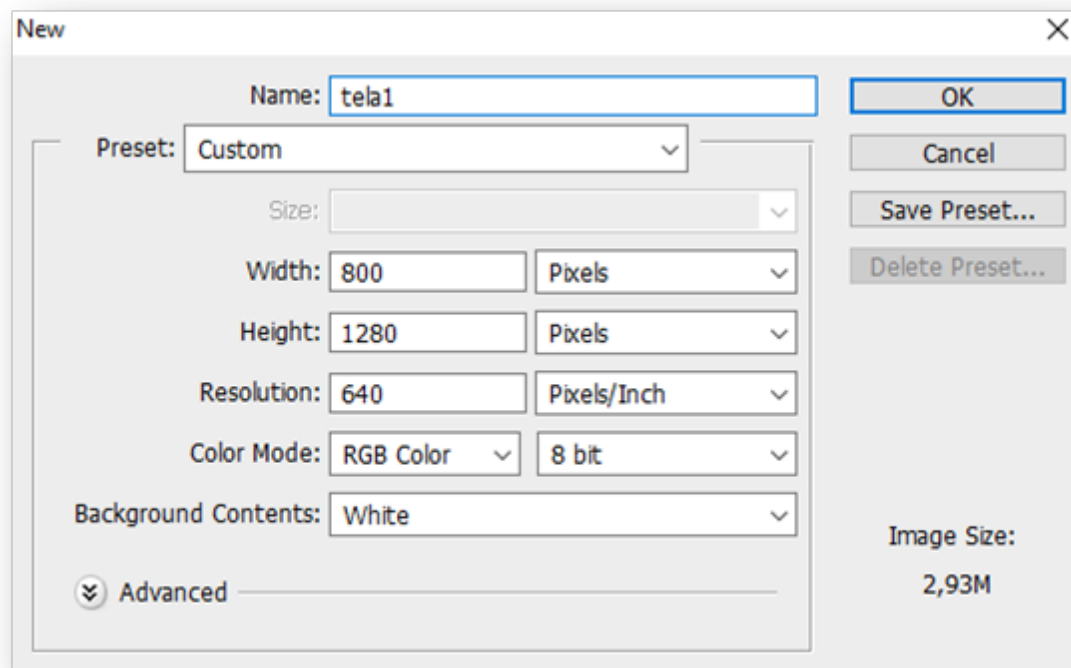 New
Name: tela1 OK
Preset: Custom Cancel
Size: Save Preset...
Width: 800 Pixels Delete Preset...
Height: 1280 Pixels
Resolution: 640 Pixels/Inch
Color Mode: RGB Color 8 bit
Background Contents: White
Image Size:
Advanced 2,93M